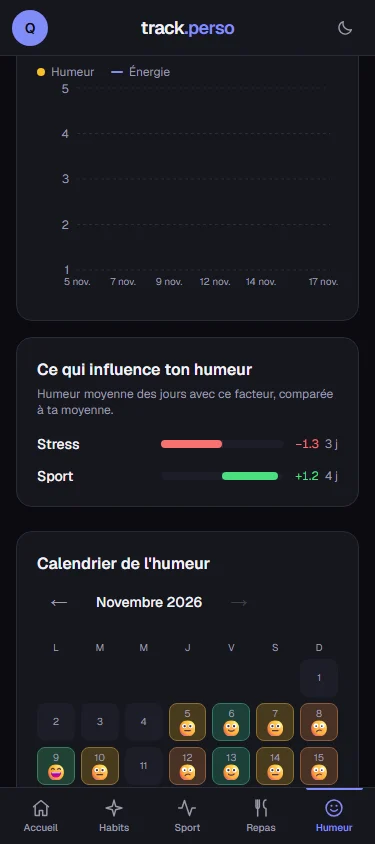 Q
track.perso
Humeur
Énergie
5
4
3
2
1
5 nov. 7 nov. 9 nov. 12 nov. 14 nov. 17 nov.
Ce qui influence ton humeur
Humeur moyenne des jours avec ce facteur, comparée
à ta moyenne.
Stress −1.3 3 j
Sport +1.2 4 j
Calendrier de l'humeur
← Novembre 2026 →
L M M J V S D
1
2 3 4 5 6 7 8
9 10 11 12 13 14 15
Accueil Habits Sport Repas Humeur